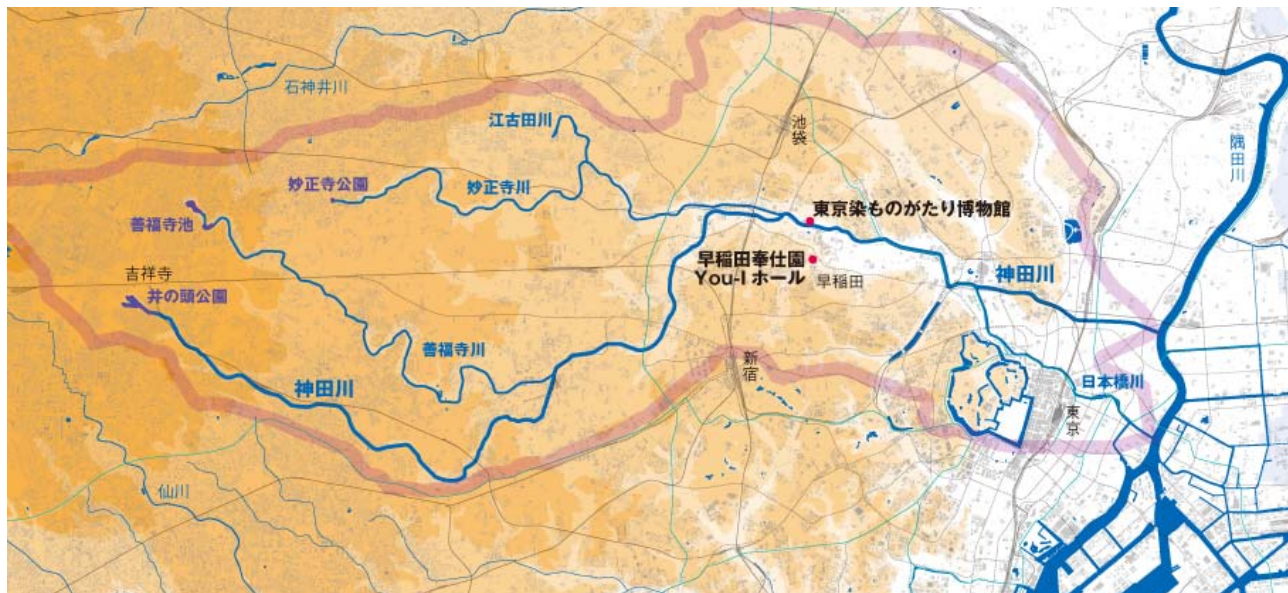 石神井川
江古田川
池袋
隅田川
妙正寺公園
妙正寺川
善福寺池
東京染ものがたり博物館
早稲田奉仕園
You-I ホール
早稲田
神田川
吉祥寺
井の頭公園
善福寺川
神田川
新宿
日本橋川
東京
仙川